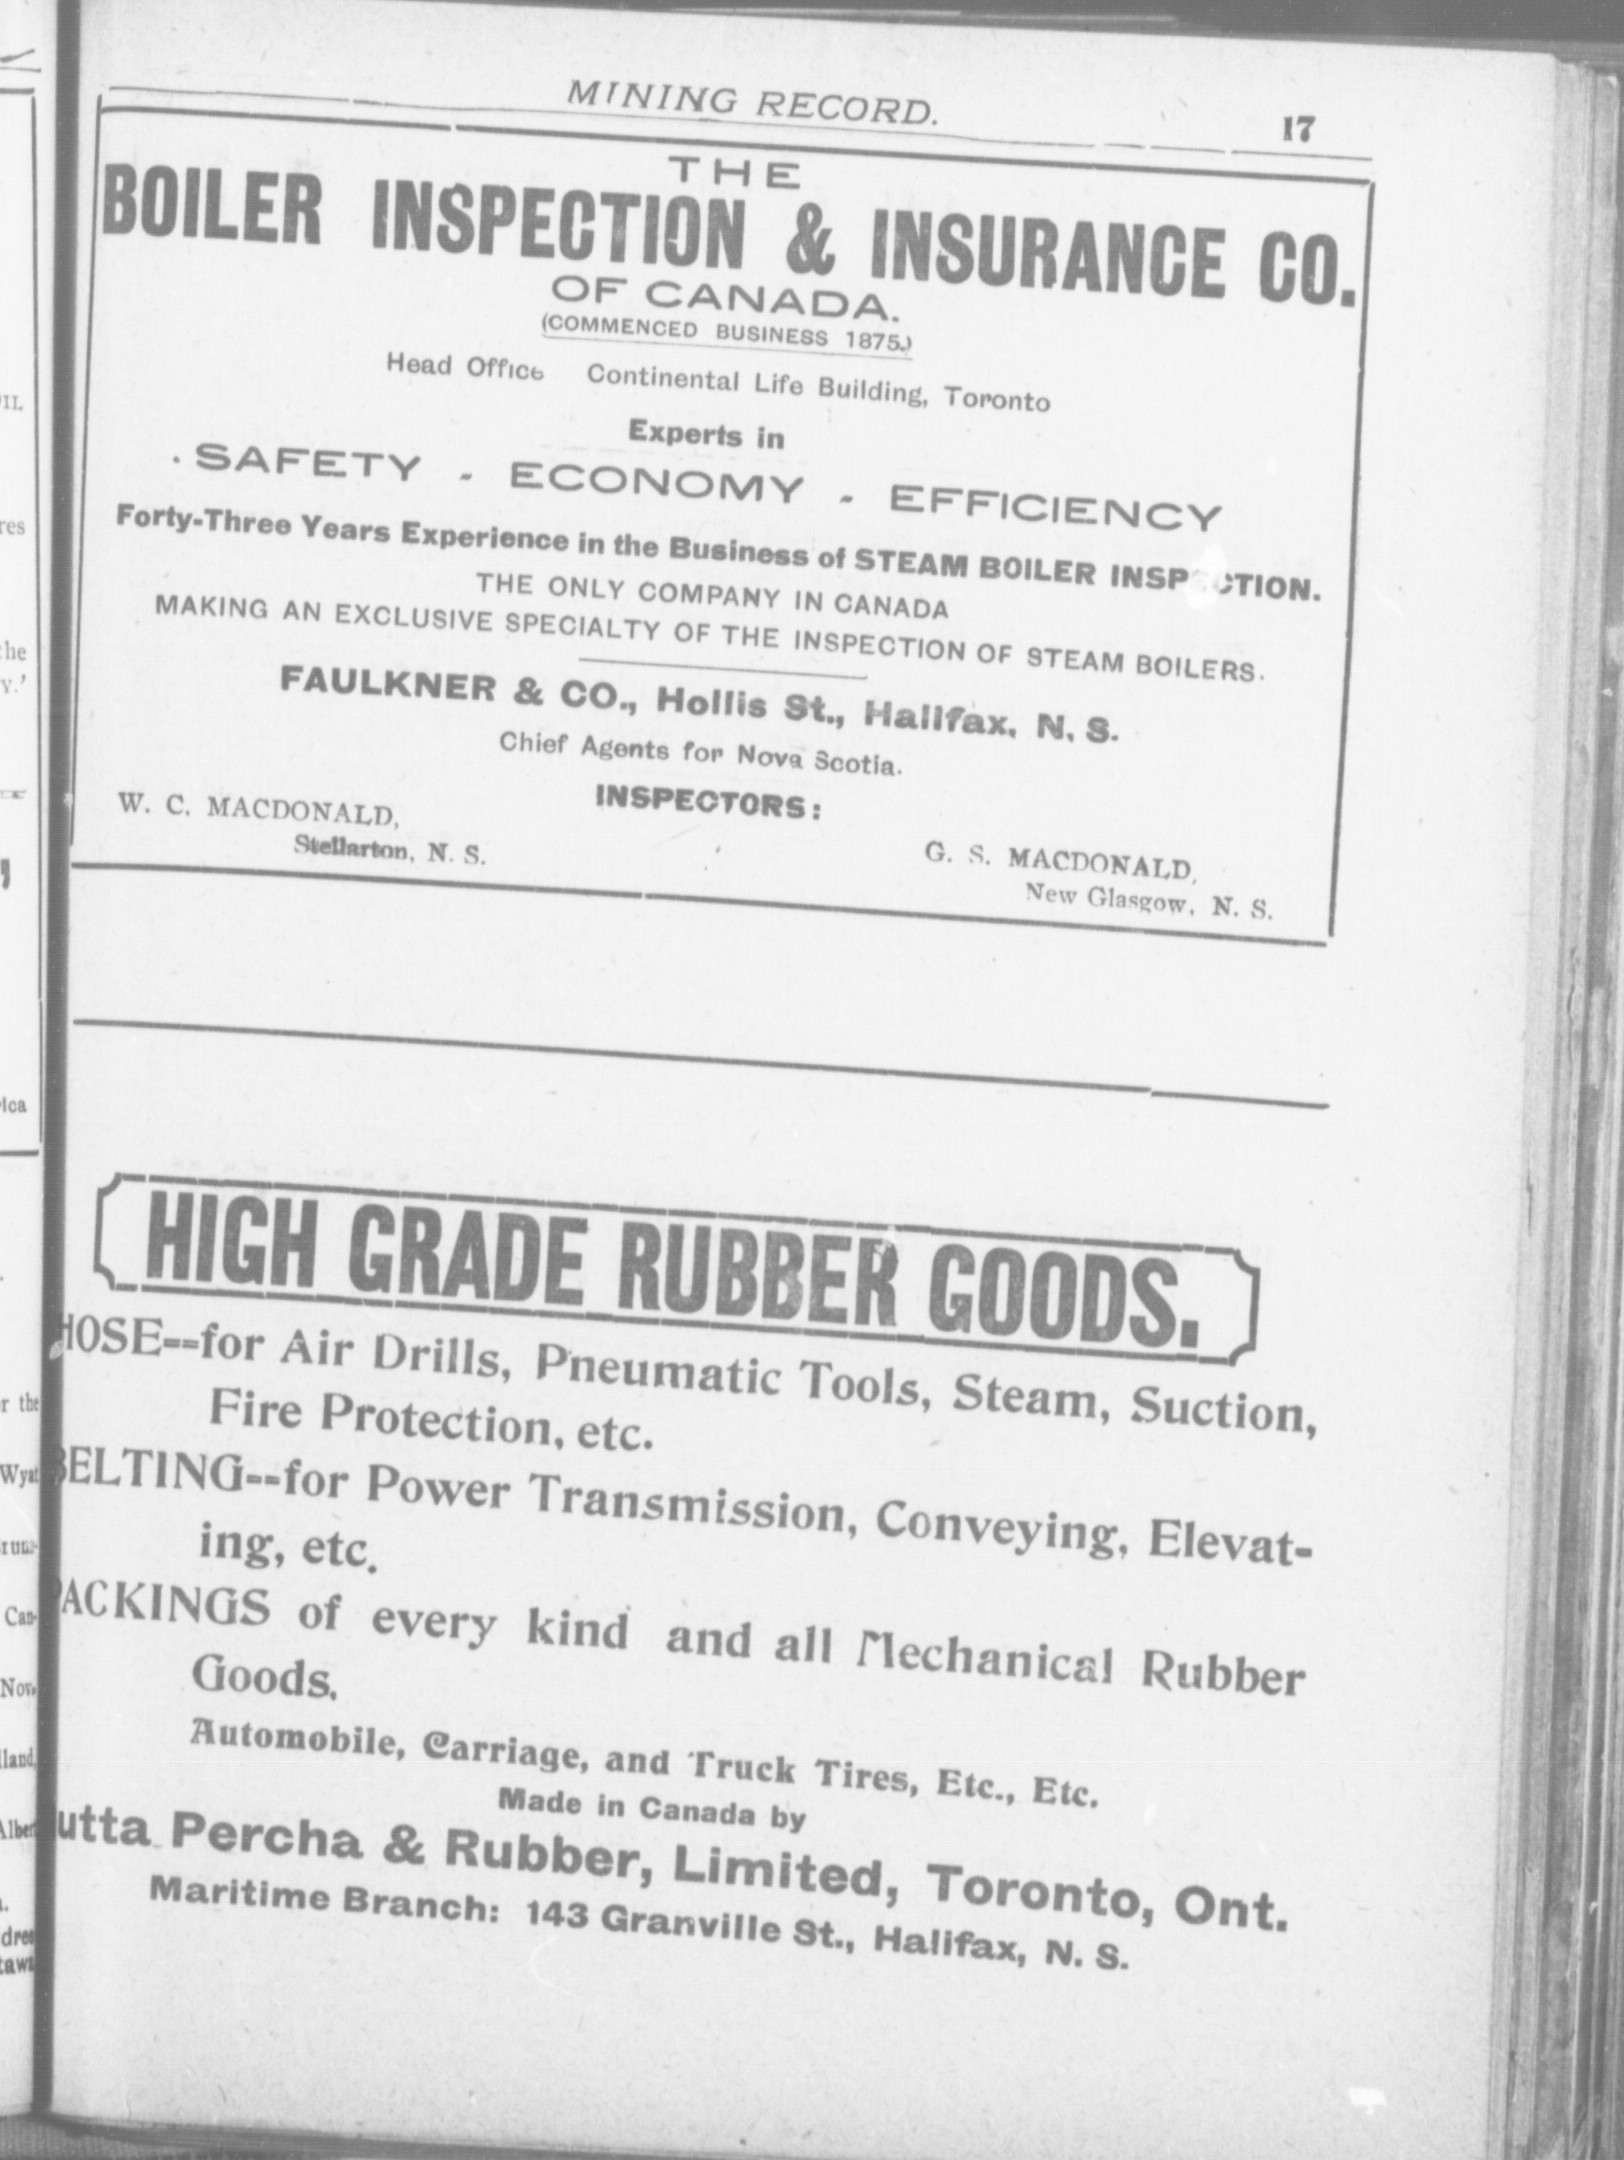 MINING RECORD. 17
THE
BOILER INSPECTION & INSURANCE CO.
OF CANADA.
(COMMENCED BUSINESS 1875.)
Head Office Continental Life Building, Toronto
Experts in
SAFETY - ECONOMY - EFFICIENCY
Forty-Three Years Experience in the Business of STEAM BOILER INSPECTION.
THE ONLY COMPANY IN CANADA
MAKING AN EXCLUSIVE SPECIALTY OF THE INSPECTION OF STEAM BOILERS.
FAULKNER & CO., Hollis St., Halifax, N. S.
Chief Agents for Nova Scotia.
INSPECTORS:
W. C. MACDONALD,
Stellarton, N. S.
G. S. MACDONALD,
New Glasgow, N. S.
HIGH GRADE RUBBER GOODS.
HOSE--for Air Drills, Pneumatic Tools, Steam, Suction,
Fire Protection, etc.
BELTING--for Power Transmission, Conveying, Elevat-
ing, etc.
PACKINGS of every kind and all Mechanical Rubber
Goods.
Automobile, Carriage, and Truck Tires, Etc., Etc.
Made in Canada by
utta Percha & Rubber, Limited, Toronto, Ont.
Maritime Branch: 143 Granville St., Halifax, N. S.